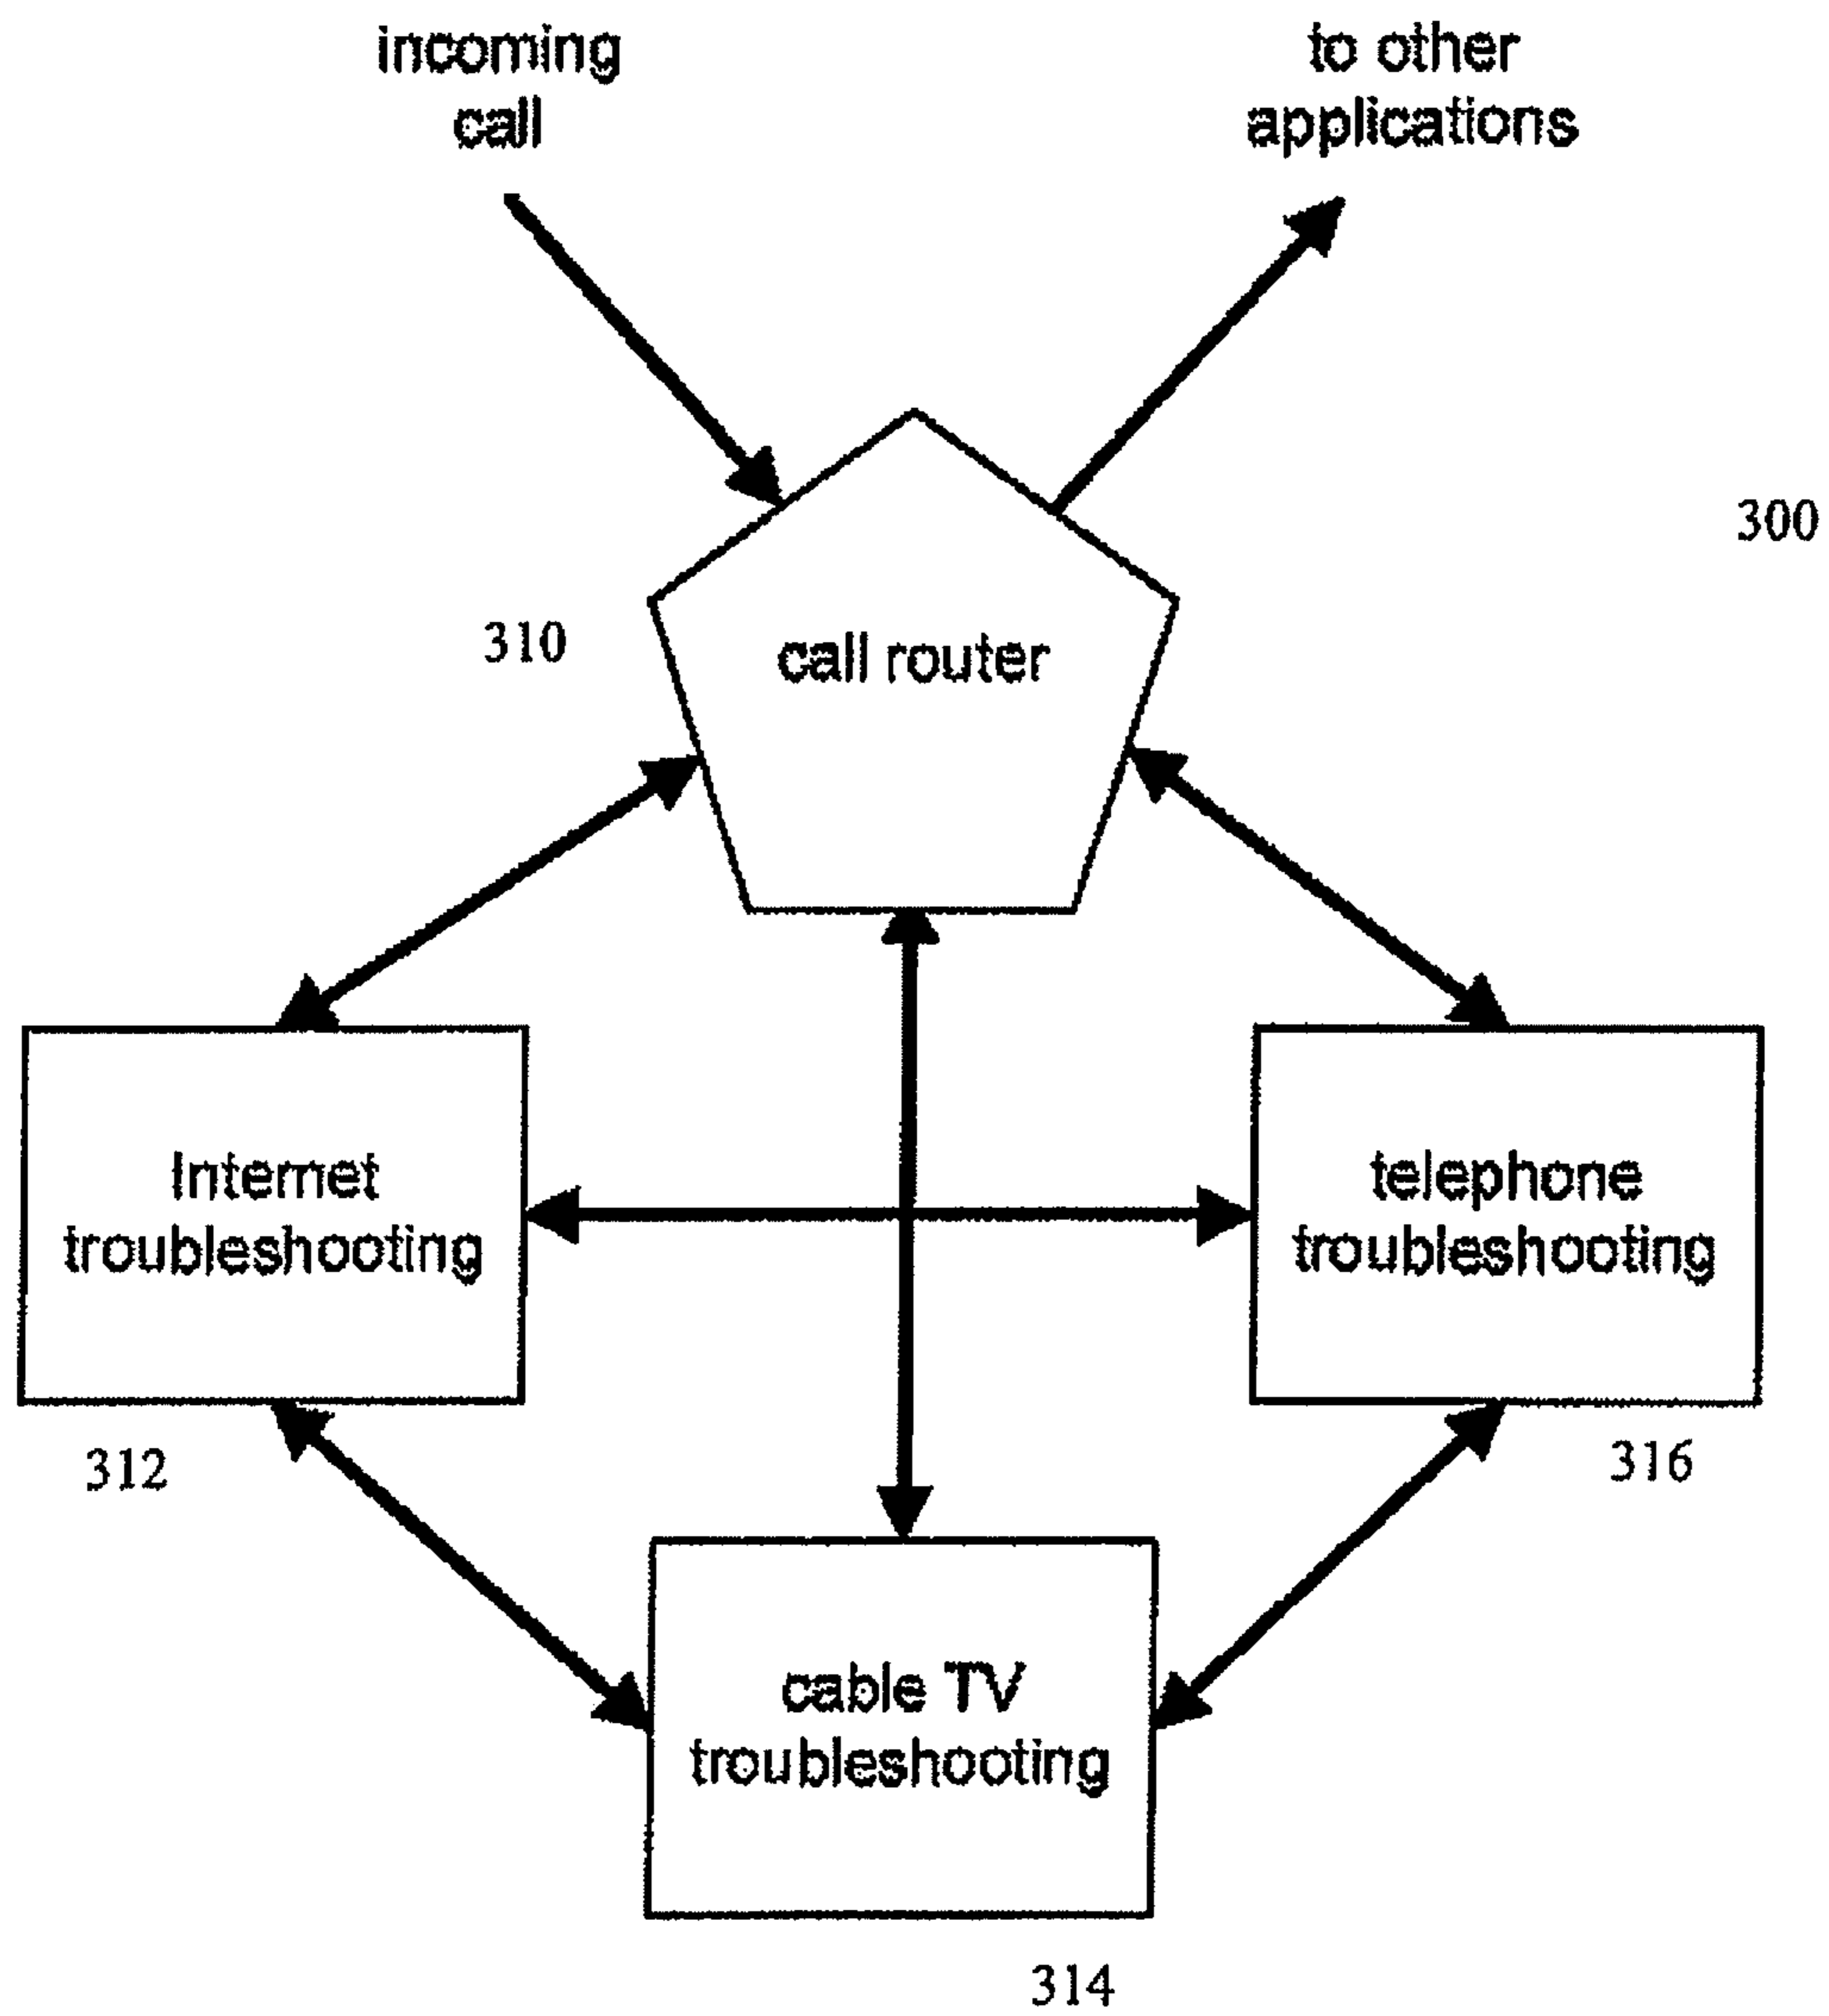 incoming
call
to other
applications
300
310
call router
Internet
troubleshooting
telephone
troubleshooting
312
316
cable TV
troubleshooting
314